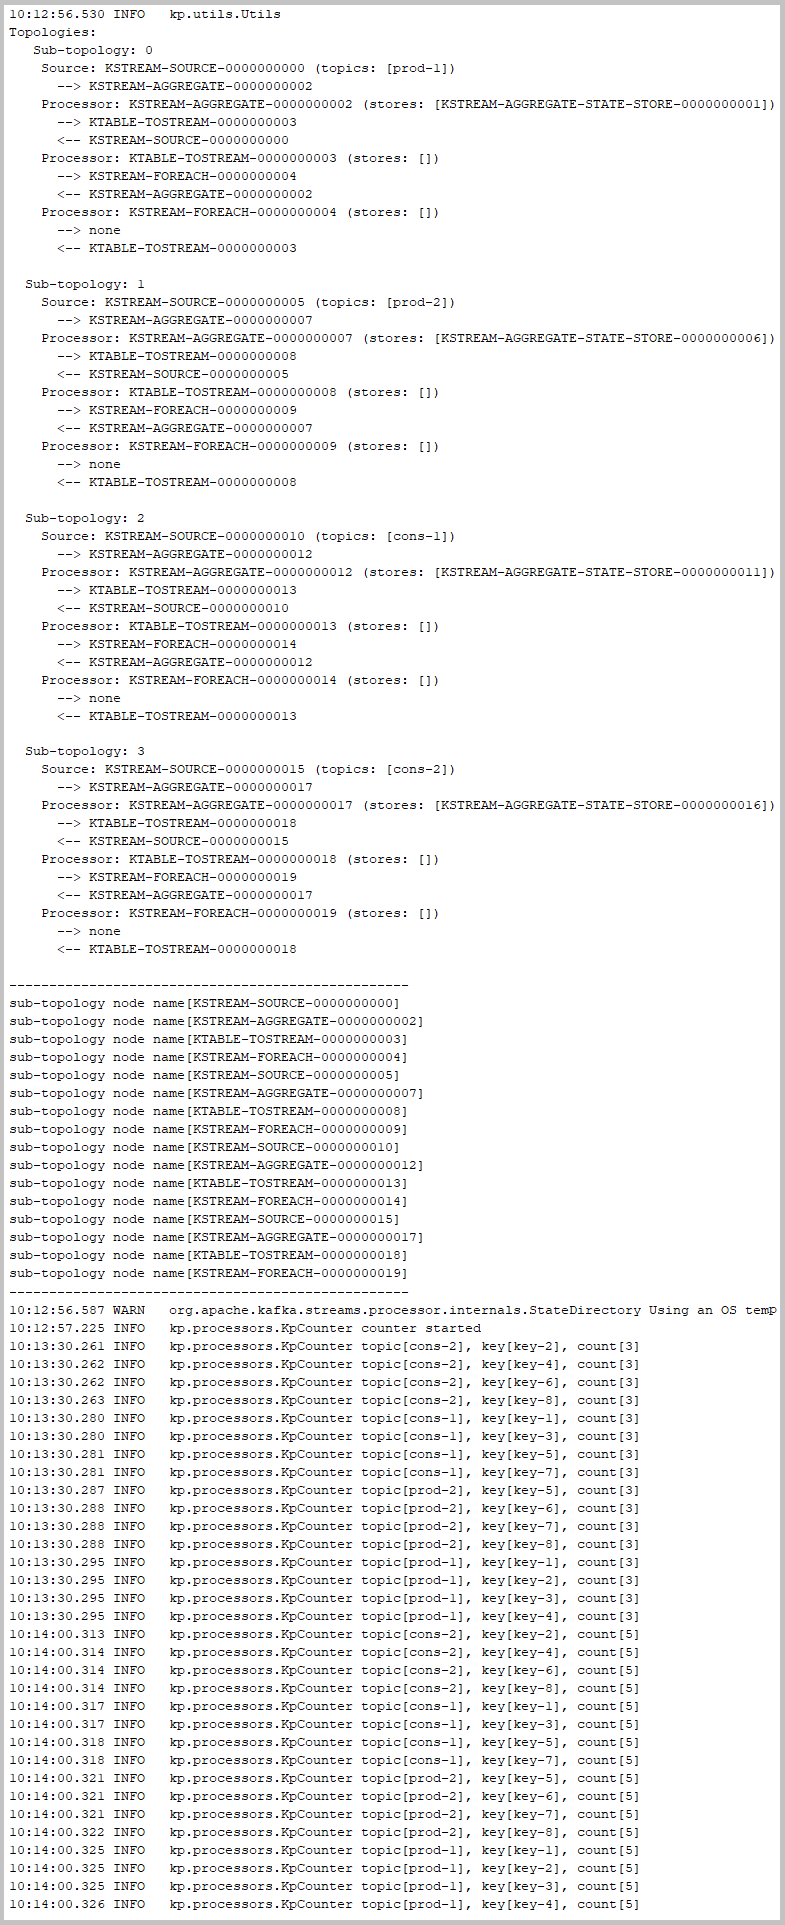 10:12:56.530 INFO   kp.utils.Utils
Topologies:
   Sub-topology: 0
    Source: KSTREAM-SOURCE-0000000000 (topics: [prod-1])
      --> KSTREAM-AGGREGATE-0000000002
    Processor: KSTREAM-AGGREGATE-0000000002 (stores: [KSTREAM-AGGREGATE-STATE-STORE-0000000001])
      --> KTABLE-TOSTREAM-0000000003
      <-- KSTREAM-SOURCE-0000000000
    Processor: KTABLE-TOSTREAM-0000000003 (stores: [])
      --> KSTREAM-FOREACH-0000000004
      <-- KSTREAM-AGGREGATE-0000000002
    Processor: KSTREAM-FOREACH-0000000004 (stores: [])
      --> none
      <-- KTABLE-TOSTREAM-0000000003

  Sub-topology: 1
    Source: KSTREAM-SOURCE-0000000005 (topics: [prod-2])
      --> KSTREAM-AGGREGATE-0000000007
    Processor: KSTREAM-AGGREGATE-0000000007 (stores: [KSTREAM-AGGREGATE-STATE-STORE-0000000006])
      --> KTABLE-TOSTREAM-0000000008
      <-- KSTREAM-SOURCE-0000000005
    Processor: KTABLE-TOSTREAM-0000000008 (stores: [])
      --> KSTREAM-FOREACH-0000000009
      <-- KSTREAM-AGGREGATE-0000000007
    Processor: KSTREAM-FOREACH-0000000009 (stores: [])
      --> none
      <-- KTABLE-TOSTREAM-0000000008

  Sub-topology: 2
    Source: KSTREAM-SOURCE-0000000010 (topics: [cons-1])
      --> KSTREAM-AGGREGATE-0000000012
    Processor: KSTREAM-AGGREGATE-0000000012 (stores: [KSTREAM-AGGREGATE-STATE-STORE-0000000011])
      --> KTABLE-TOSTREAM-0000000013
      <-- KSTREAM-SOURCE-0000000010
    Processor: KTABLE-TOSTREAM-0000000013 (stores: [])
      --> KSTREAM-FOREACH-0000000014
      <-- KSTREAM-AGGREGATE-0000000012
    Processor: KSTREAM-FOREACH-0000000014 (stores: [])
      --> none
      <-- KTABLE-TOSTREAM-0000000013

  Sub-topology: 3
    Source: KSTREAM-SOURCE-0000000015 (topics: [cons-2])
      --> KSTREAM-AGGREGATE-0000000017
    Processor: KSTREAM-AGGREGATE-0000000017 (stores: [KSTREAM-AGGREGATE-STATE-STORE-0000000016])
      --> KTABLE-TOSTREAM-0000000018
      <-- KSTREAM-SOURCE-0000000015
    Processor: KTABLE-TOSTREAM-0000000018 (stores: [])
      --> KSTREAM-FOREACH-0000000019
      <-- KSTREAM-AGGREGATE-0000000017
    Processor: KSTREAM-FOREACH-0000000019 (stores: [])
      --> none
      <-- KTABLE-TOSTREAM-0000000018

--------------------------------------------------
sub-topology node name[KSTREAM-SOURCE-0000000000]
sub-topology node name[KSTREAM-AGGREGATE-0000000002]
sub-topology node name[KTABLE-TOSTREAM-0000000003]
sub-topology node name[KSTREAM-FOREACH-0000000004]
sub-topology node name[KSTREAM-SOURCE-0000000005]
sub-topology node name[KSTREAM-AGGREGATE-0000000007]
sub-topology node name[KTABLE-TOSTREAM-0000000008]
sub-topology node name[KSTREAM-FOREACH-0000000009]
sub-topology node name[KSTREAM-SOURCE-0000000010]
sub-topology node name[KSTREAM-AGGREGATE-0000000012]
sub-topology node name[KTABLE-TOSTREAM-0000000013]
sub-topology node name[KSTREAM-FOREACH-0000000014]
sub-topology node name[KSTREAM-SOURCE-0000000015]
sub-topology node name[KSTREAM-AGGREGATE-0000000017]
sub-topology node name[KTABLE-TOSTREAM-0000000018]
sub-topology node name[KSTREAM-FOREACH-0000000019]
--------------------------------------------------
10:12:56.587 WARN   org.apache.kafka.streams.processor.internals.StateDirectory Using an OS temp
10:12:57.225 INFO   kp.processors.KpCounter counter started
10:13:30.261 INFO   kp.processors.KpCounter topic[cons-2], key[key-2], count[3]
10:13:30.262 INFO   kp.processors.KpCounter topic[cons-2], key[key-4], count[3]
10:13:30.262 INFO   kp.processors.KpCounter topic[cons-2], key[key-6], count[3]
10:13:30.263 INFO   kp.processors.KpCounter topic[cons-2], key[key-8], count[3]
10:13:30.280 INFO   kp.processors.KpCounter topic[cons-1], key[key-1], count[3]
10:13:30.280 INFO   kp.processors.KpCounter topic[cons-1], key[key-3], count[3]
10:13:30.281 INFO   kp.processors.KpCounter topic[cons-1], key[key-5], count[3]
10:13:30.281 INFO   kp.processors.KpCounter topic[cons-1], key[key-7], count[3]
10:13:30.287 INFO   kp.processors.KpCounter topic[prod-2], key[key-5], count[3]
10:13:30.288 INFO   kp.processors.KpCounter topic[prod-2], key[key-6], count[3]
10:13:30.288 INFO   kp.processors.KpCounter topic[prod-2], key[key-7], count[3]
10:13:30.288 INFO   kp.processors.KpCounter topic[prod-2], key[key-8], count[3]
10:13:30.295 INFO   kp.processors.KpCounter topic[prod-1], key[key-1], count[3]
10:13:30.295 INFO   kp.processors.KpCounter topic[prod-1], key[key-2], count[3]
10:13:30.295 INFO   kp.processors.KpCounter topic[prod-1], key[key-3], count[3]
10:13:30.295 INFO   kp.processors.KpCounter topic[prod-1], key[key-4], count[3]
10:14:00.313 INFO   kp.processors.KpCounter topic[cons-2], key[key-2], count[5]
10:14:00.314 INFO   kp.processors.KpCounter topic[cons-2], key[key-4], count[5]
10:14:00.314 INFO   kp.processors.KpCounter topic[cons-2], key[key-6], count[5]
10:14:00.314 INFO   kp.processors.KpCounter topic[cons-2], key[key-8], count[5]
10:14:00.317 INFO   kp.processors.KpCounter topic[cons-1], key[key-1], count[5]
10:14:00.317 INFO   kp.processors.KpCounter topic[cons-1], key[key-3], count[5]
10:14:00.318 INFO   kp.processors.KpCounter topic[cons-1], key[key-5], count[5]
10:14:00.318 INFO   kp.processors.KpCounter topic[cons-1], key[key-7], count[5]
10:14:00.321 INFO   kp.processors.KpCounter topic[prod-2], key[key-5], count[5]
10:14:00.321 INFO   kp.processors.KpCounter topic[prod-2], key[key-6], count[5]
10:14:00.321 INFO   kp.processors.KpCounter topic[prod-2], key[key-7], count[5]
10:14:00.322 INFO   kp.processors.KpCounter topic[prod-2], key[key-8], count[5]
10:14:00.325 INFO   kp.processors.KpCounter topic[prod-1], key[key-1], count[5]
10:14:00.325 INFO   kp.processors.KpCounter topic[prod-1], key[key-2], count[5]
10:14:00.325 INFO   kp.processors.KpCounter topic[prod-1], key[key-3], count[5]
10:14:00.326 INFO   kp.processors.KpCounter topic[prod-1], key[key-4], count[5]